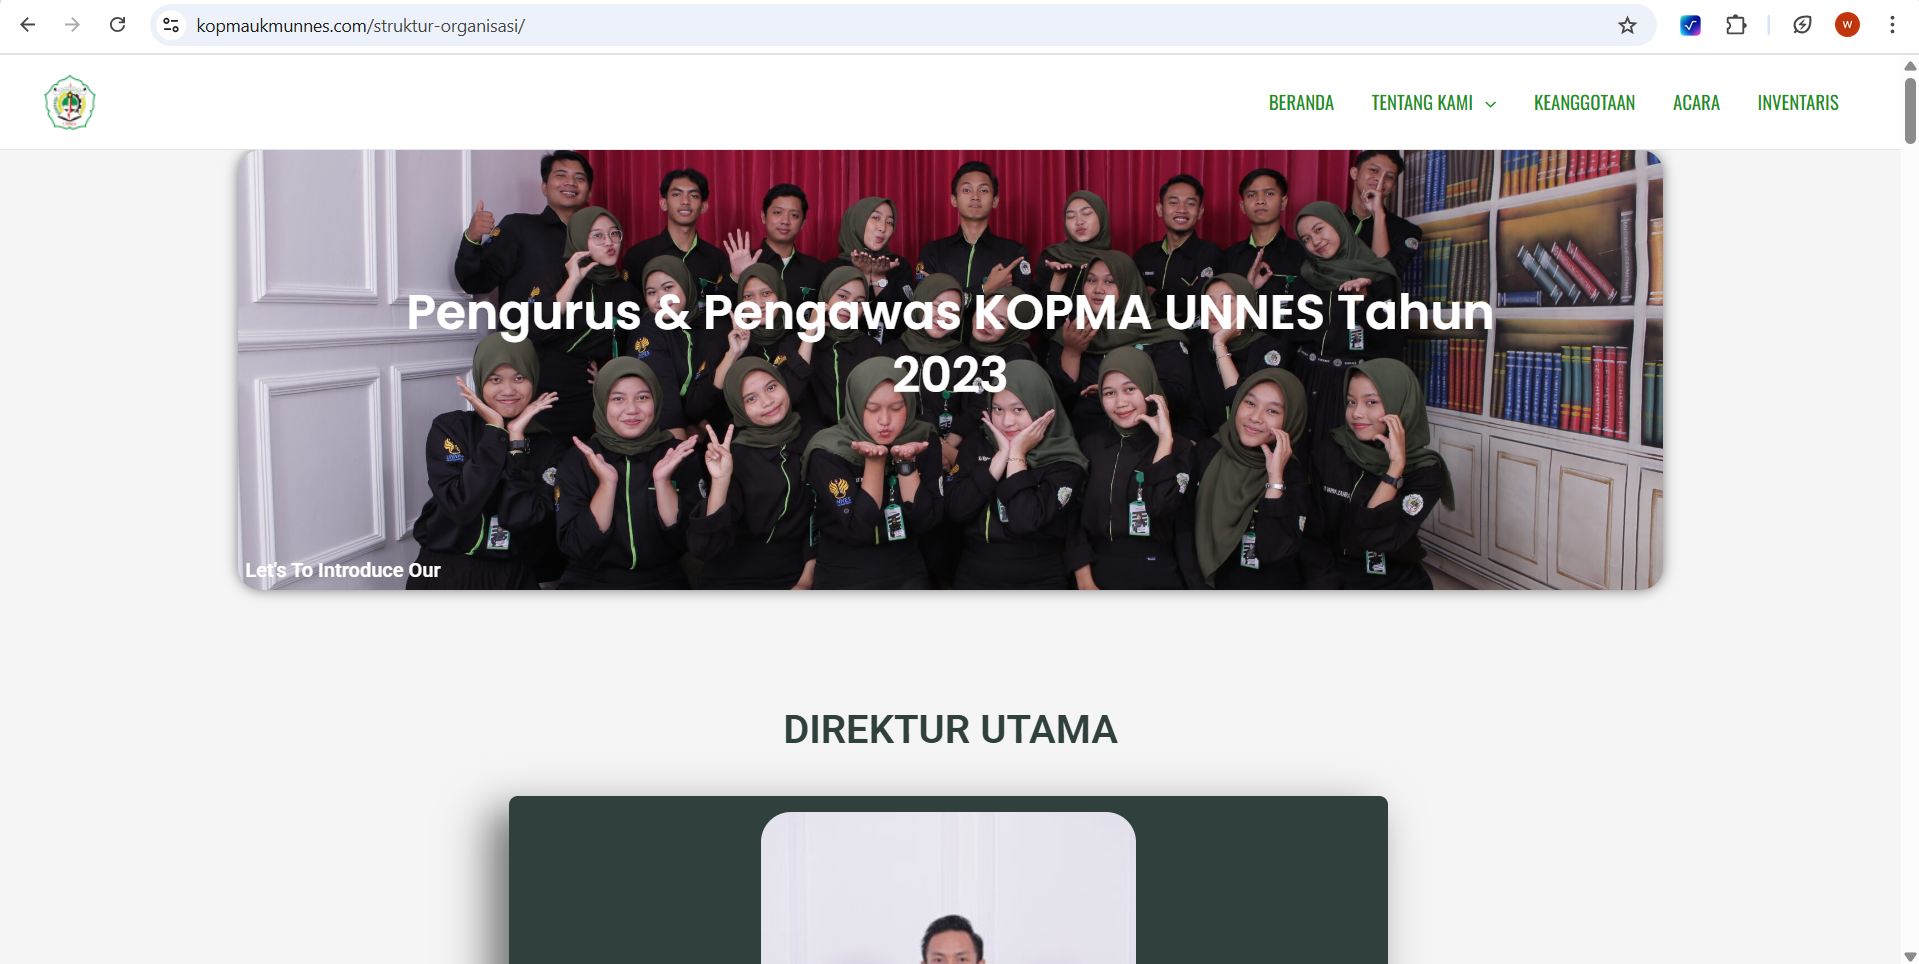 kopmaukmunnes.com/struktur-organisasi/
W
BERANDA
TENTANG KAMI
KEANGGOTAAN
ACARA
INVENTARIS
Pengurus & Pengawas KOPMA UNNES Tahun
2023
Let's To Introduce Our
DIREKTUR UTAMA